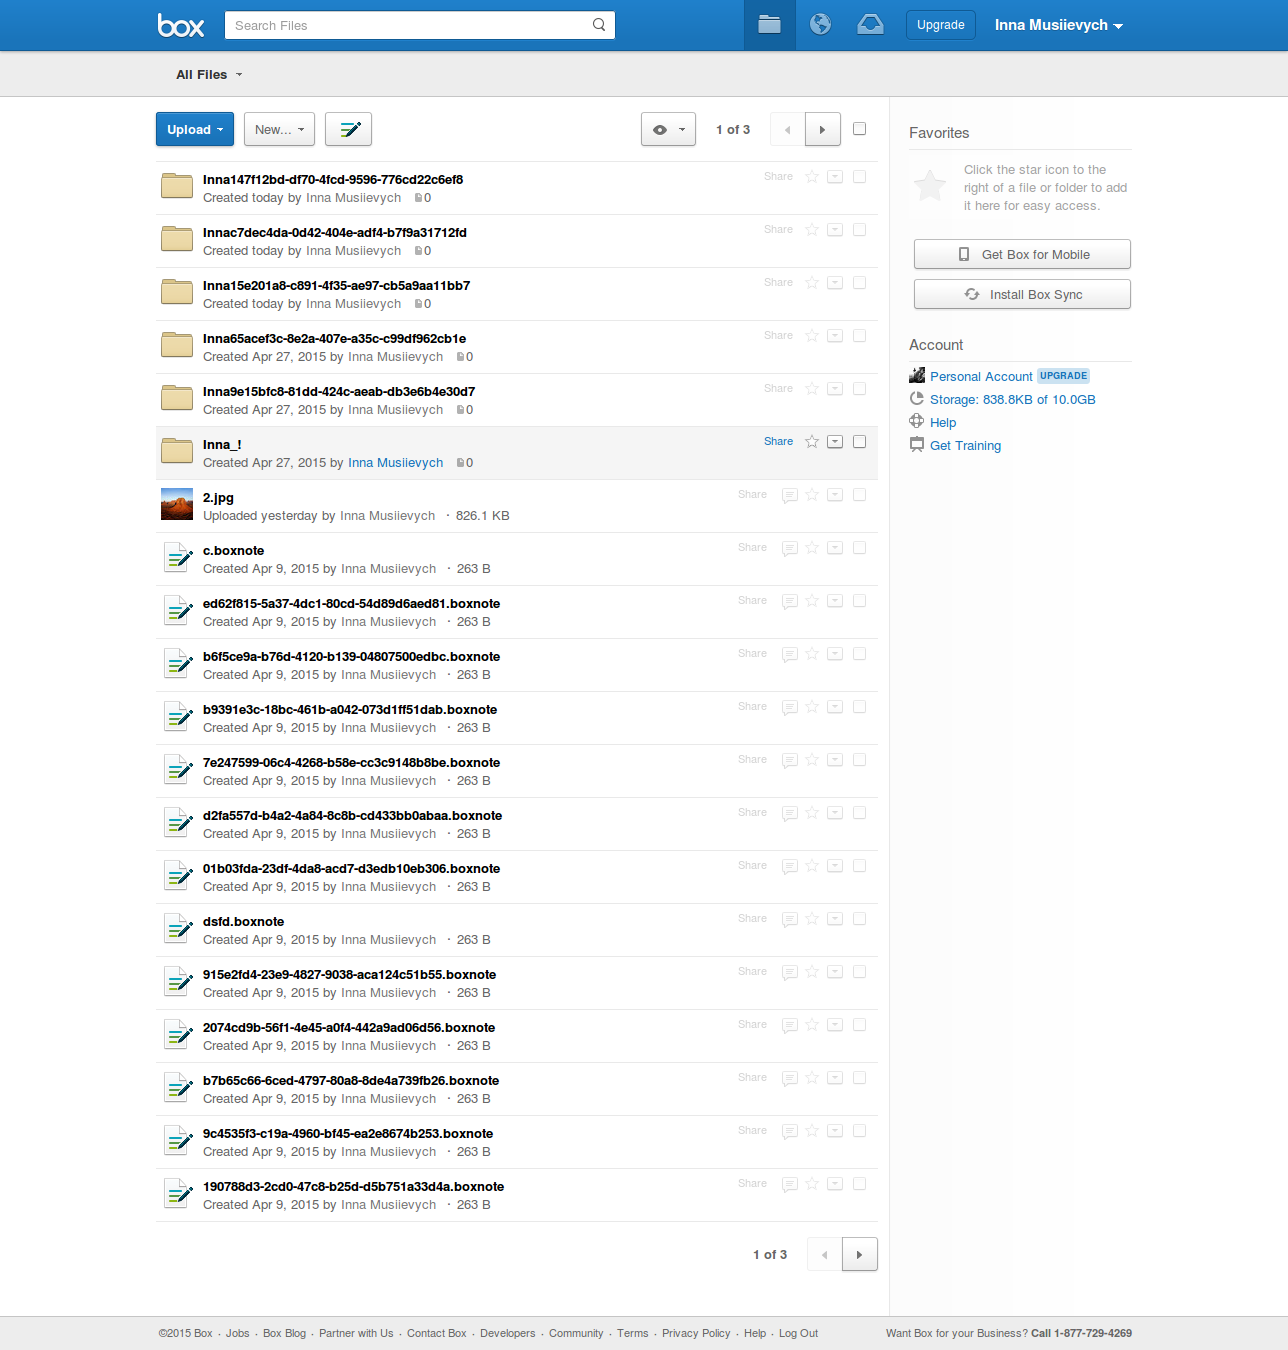 box Search Files Upgrade Inna Musiievych
All Files
Upload New... 1 of 3
Inna147f12bd-df70-4fcd-9596-776cd22c6ef8 Share
Created today by Inna Musiievych 0
Innac7dec4da-0d42-404e-adf4-b7f9a31712fd Share
Created today by Inna Musiievych 0
Inna15e201a8-c891-4f35-ae97-cb5a9aa11bb7 Share
Created today by Inna Musiievych 0
Inna65acef3c-8e2a-407e-a35c-c99df962cb1e Share
Created Apr 27, 2015 by Inna Musiievych 0
Inna9e15bfc8-81dd-424c-aeab-db3e6b4e30d7 Share
Created Apr 27, 2015 by Inna Musiievych 0
Inna_! Share
Created Apr 27, 2015 by Inna Musiievych 0
2.jpg Share
Uploaded yesterday by Inna Musiievych · 826.1 KB
c.boxnote Share
Created Apr 9, 2015 by Inna Musiievych · 263 B
ed62f815-5a37-4dc1-80cd-54d89d6aed81.boxnote Share
Created Apr 9, 2015 by Inna Musiievych · 263 B
b6f5ce9a-b76d-4120-b139-04807500edbc.boxnote Share
Created Apr 9, 2015 by Inna Musiievych · 263 B
b9391e3c-18bc-461b-a042-073d1ff51dab.boxnote Share
Created Apr 9, 2015 by Inna Musiievych · 263 B
7e247599-06c4-4268-b58e-cc3c9148b8be.boxnote Share
Created Apr 9, 2015 by Inna Musiievych · 263 B
d2fa557d-b4a2-4a84-8c8b-cd433bb0abaa.boxnote Share
Created Apr 9, 2015 by Inna Musiievych · 263 B
01b03fda-23df-4da8-acd7-d3edb10eb306.boxnote Share
Created Apr 9, 2015 by Inna Musiievych · 263 B
dsfd.boxnote Share
Created Apr 9, 2015 by Inna Musiievych · 263 B
915e2fd4-23e9-4827-9038-aca124c51b55.boxnote Share
Created Apr 9, 2015 by Inna Musiievych · 263 B
2074cd9b-56f1-4e45-a0f4-442a9ad06d56.boxnote Share
Created Apr 9, 2015 by Inna Musiievych · 263 B
b7b65c66-6ced-4797-80a8-8de4a739fb26.boxnote Share
Created Apr 9, 2015 by Inna Musiievych · 263 B
9c4535f3-c19a-4960-bf45-ea2e8674b253.boxnote Share
Created Apr 9, 2015 by Inna Musiievych · 263 B
190788d3-2cd0-47c8-b25d-d5b751a33d4a.boxnote Share
Created Apr 9, 2015 by Inna Musiievych · 263 B
1 of 3
Favorites
Click the star icon to the
right of a file or folder to add
it here for easy access.
Get Box for Mobile
Install Box Sync
Account
Personal Account UPGRADE
Storage: 838.8KB of 10.0GB
Help
Get Training
©2015 Box · Jobs · Box Blog · Partner with Us · Contact Box · Developers · Community · Terms · Privacy Policy · Help · Log Out Want Box for your Business? Call 1-877-729-4269